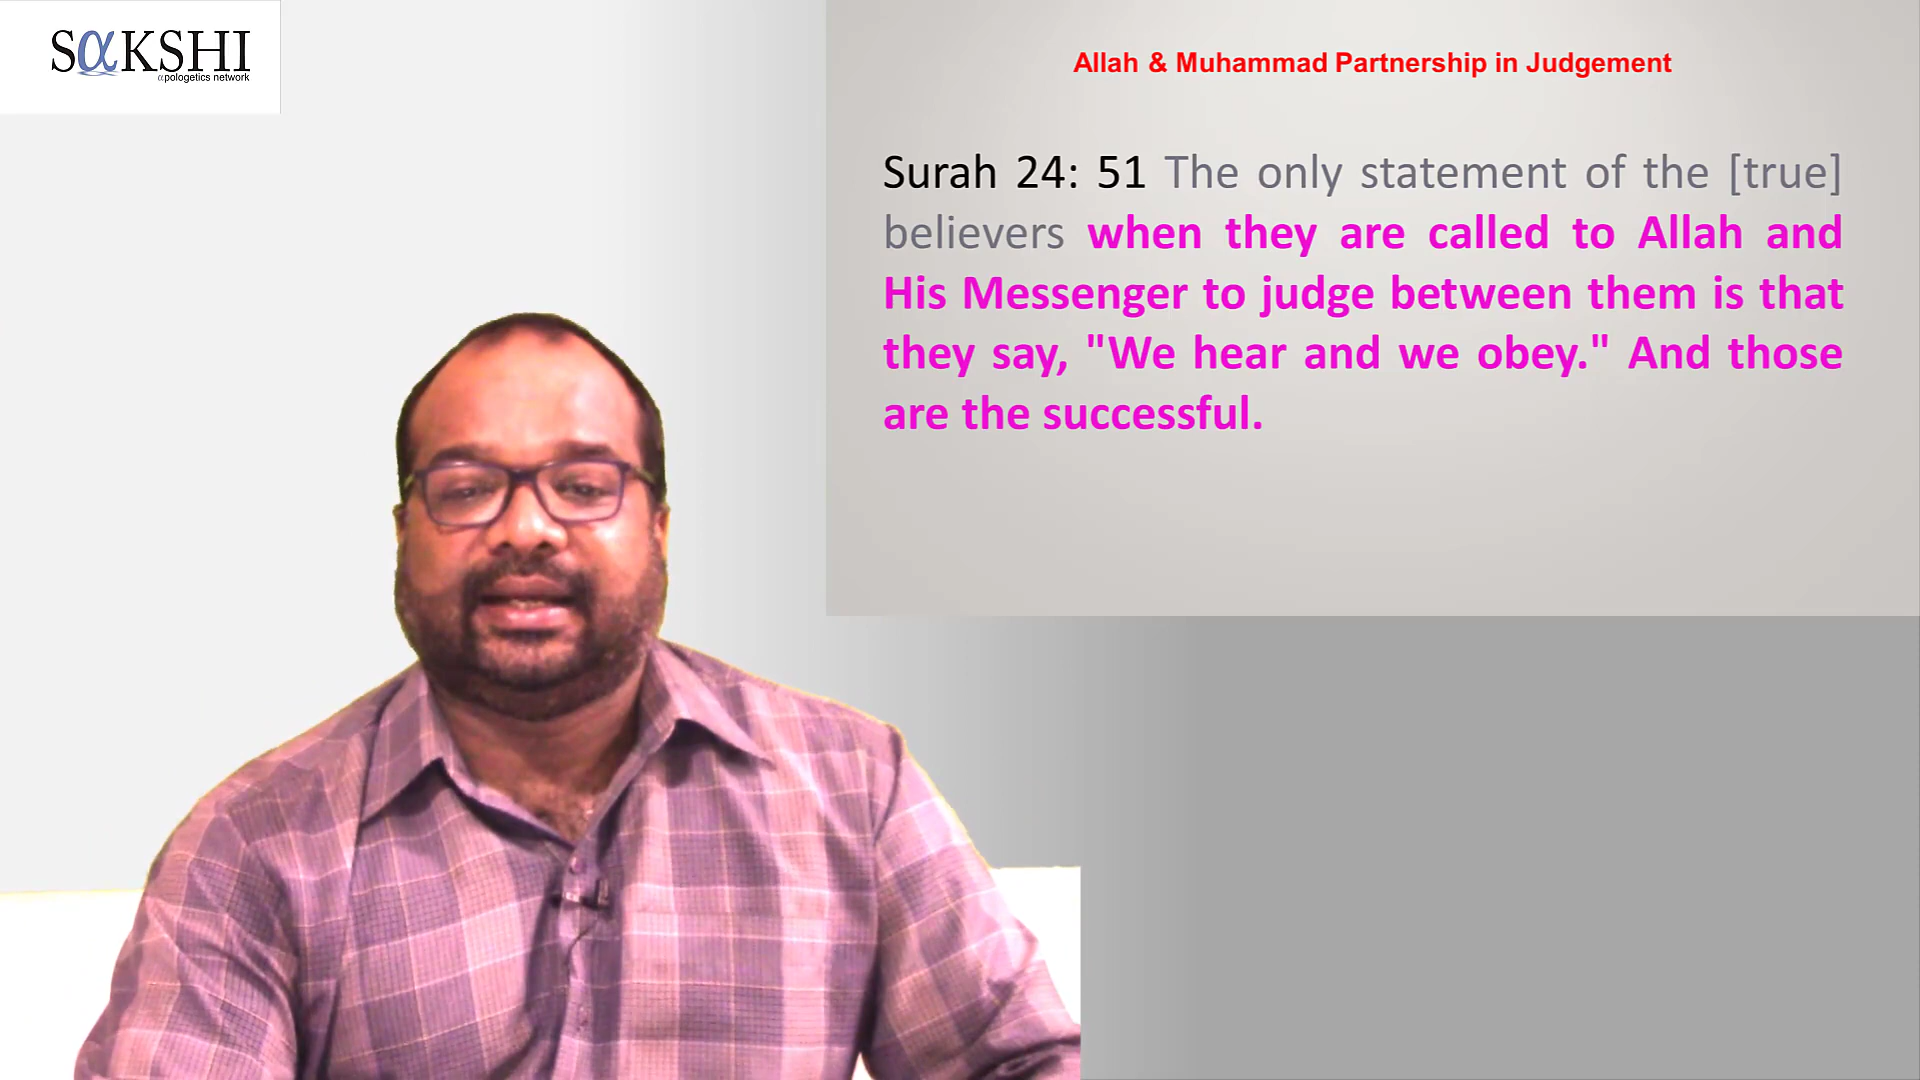 SαKSHI
αpologetics network
Allah & Muhammad Partnership in Judgement
Surah 24: 51 The only statement of the [true]
believers when they are called to Allah and
His Messenger to judge between them is that
they say, "We hear and we obey." And those
are the successful.